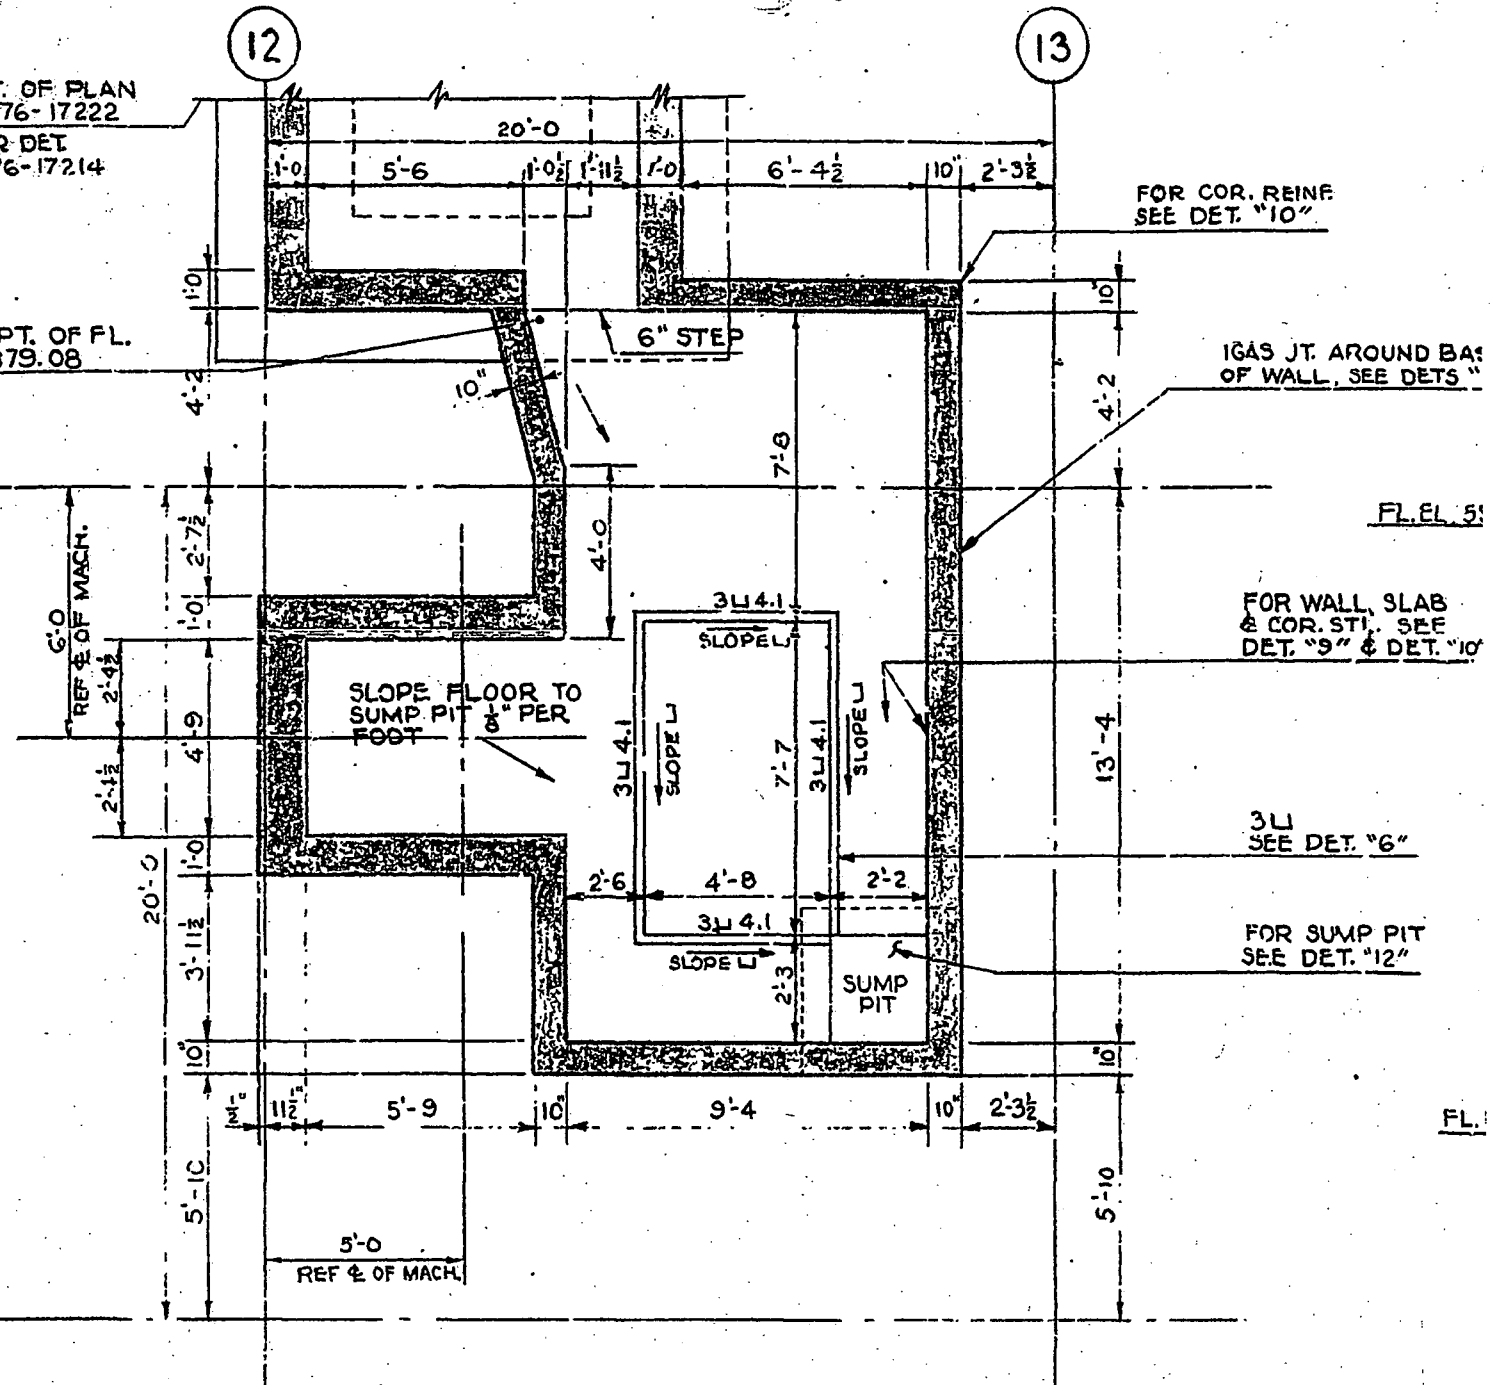 12
13
T. OF PLAN
76-17222
R DET.
76-17214
20'-0
1'-0
5'-6
1'-0½
1'-11½
1'-0
6'-4½
10"
2'-3½
FOR COR. REINF.
SEE DET. "10"
1'-0
10"
PT. OF FL.
379.08
6" STEP
IGAS JT. AROUND BAS
OF WALL, SEE DETS "
10"
4'-2
4'-2
7'-8
FL. EL. 59
2'-7½
4'-0
6'-0
REF ℄ OF MACH.
1'-0
3⊔4.1
SLOPE⊔
FOR WALL, SLAB
& COR. STL. SEE
DET. "9" & DET. "10"
2'-4½
SLOPE FLOOR TO
SUMP PIT ⅛" PER
FOOT
4'-9
3⊔4.1
SLOPE ⊔
7'-7
3⊔4.1
SLOPE ⊔
13'-4
2'-4½
3⊔
SEE DET. "6"
1'-0
20'-0
2'-6
4'-8
2'-2
3⊔4.1
SLOPE ⊔
3-11½
2'-3
SUMP
PIT
FOR SUMP PIT
SEE DET. "12"
10"
10"
½"
11½"
5'-9
10"
9'-4
10"
2'-3½
FL.
5'-10
5'-10
5'-0
REF ℄ OF MACH.